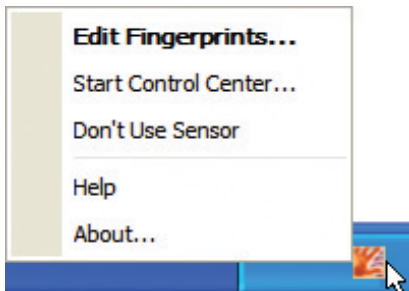 Edit Fingerprints...
Start Control Center...
Don't Use Sensor
Help
About...